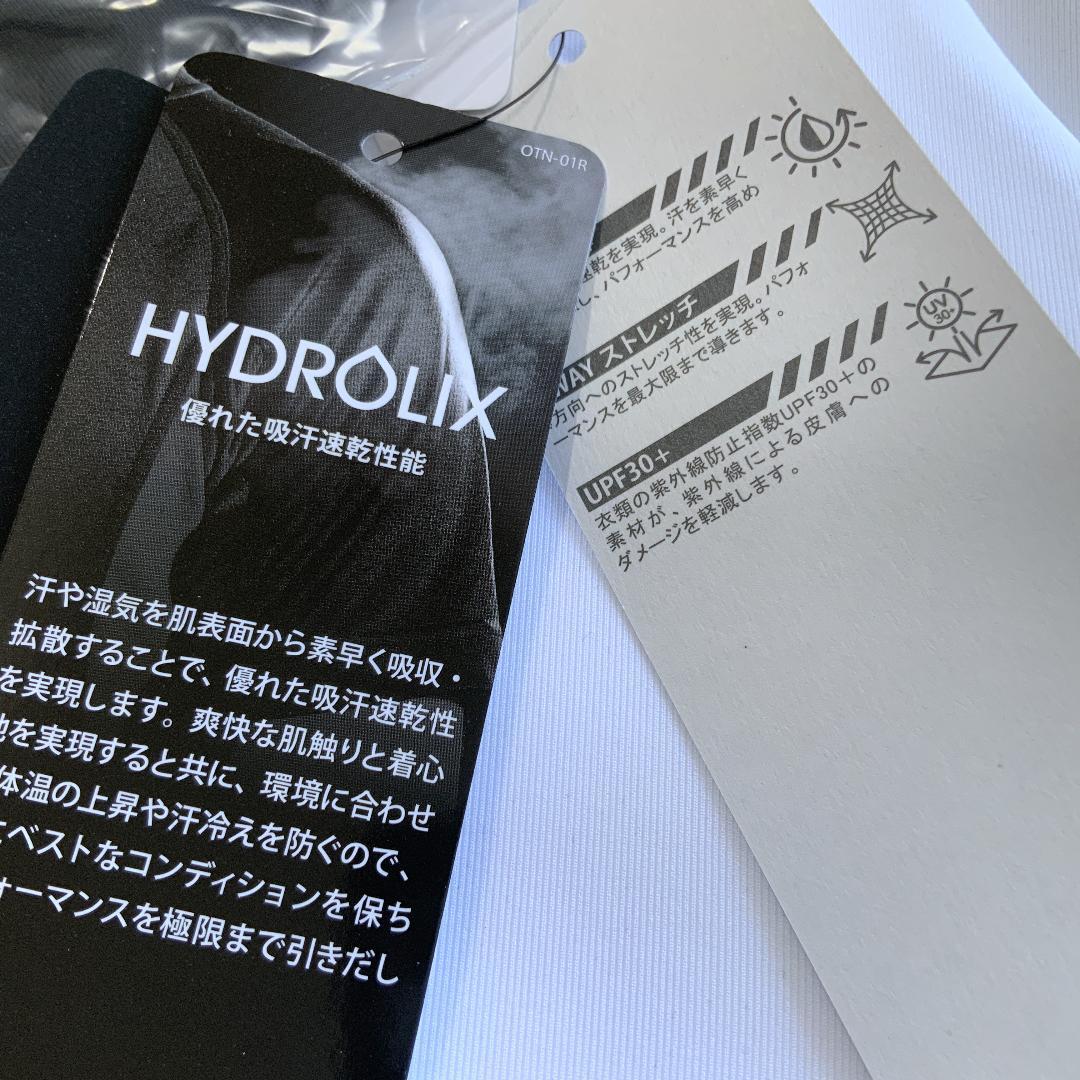 OTN-01R
HYDROLIX
優れた吸汗速乾性能
汗や湿気を肌表面から素早く吸収・
拡散することで、優れた吸汗速乾性
を実現します。爽快な肌触りと着心
を実現すると共に、環境に合わせ
体温の上昇や汗冷えを防ぐので、
ベストなコンディションを保ち
ォーマンスを極限まで引きだし
速乾を実現。汗を素早く
し、パフォーマンスを高め
WAY ストレッチ
方向へのストレッチ性を実現。パフォ
ーマンスを最大限まで導きます。
UV
30+
UPF30+
衣類の紫外線防止指数UPF30+の
素材が、紫外線による皮膚への
ダメージを軽減します。